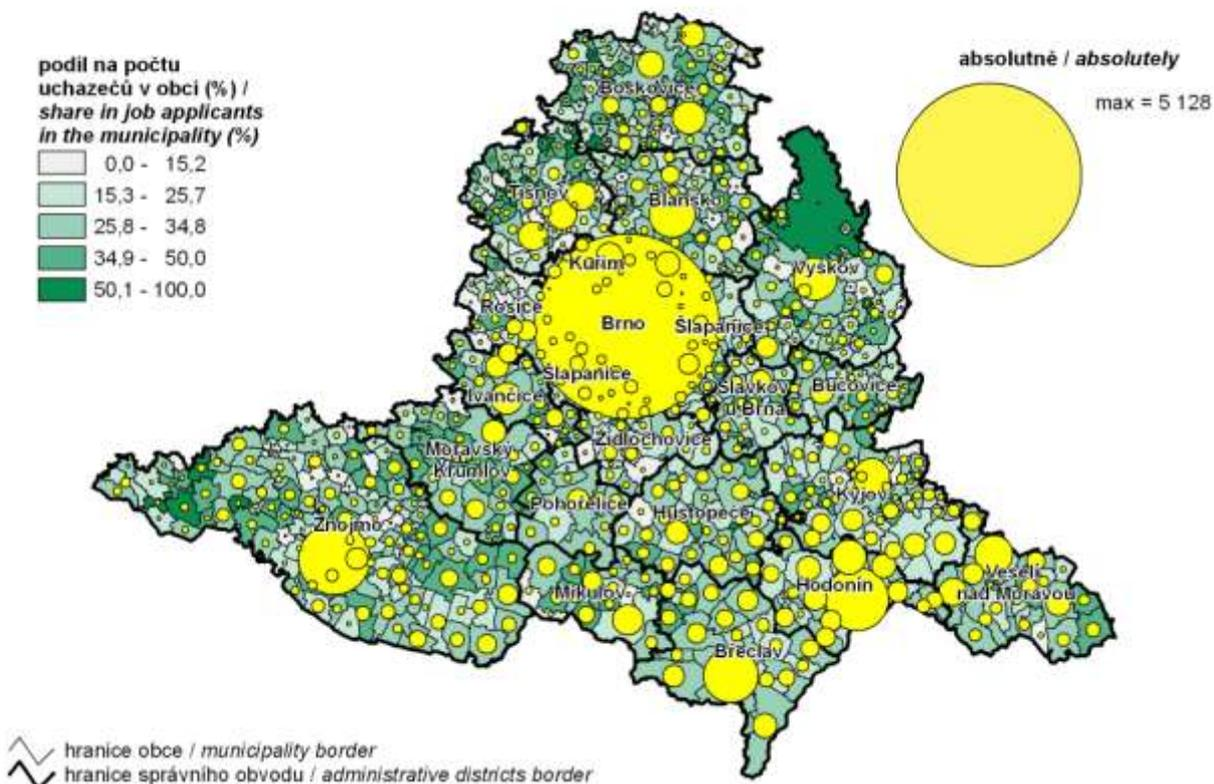 podíl na počtu
uchazečů v obci (%) /
share in job applicants
in the municipality (%)
0,0 - 15,2
15,3 - 25,7
25,8 - 34,8
34,9 - 50,0
50,1 - 100,0
absolutně / absolutely
max = 5 128
Boskovice
Tišnov
Blansko
Kuřim
Vyškov
Rosice
Brno
Šlapanice
Šlapanice
Ivančice
Slavkov
u Brna
Bučovice
Židlochovice
Moravský
Krumlov
Pohořelice
Hustopeče
Kyjov
Znojmo
Mikulov
Hodonín
Veselí
nad Moravou
Břeclav
hranice obce / municipality border
hranice správního obvodu / administrative districts border